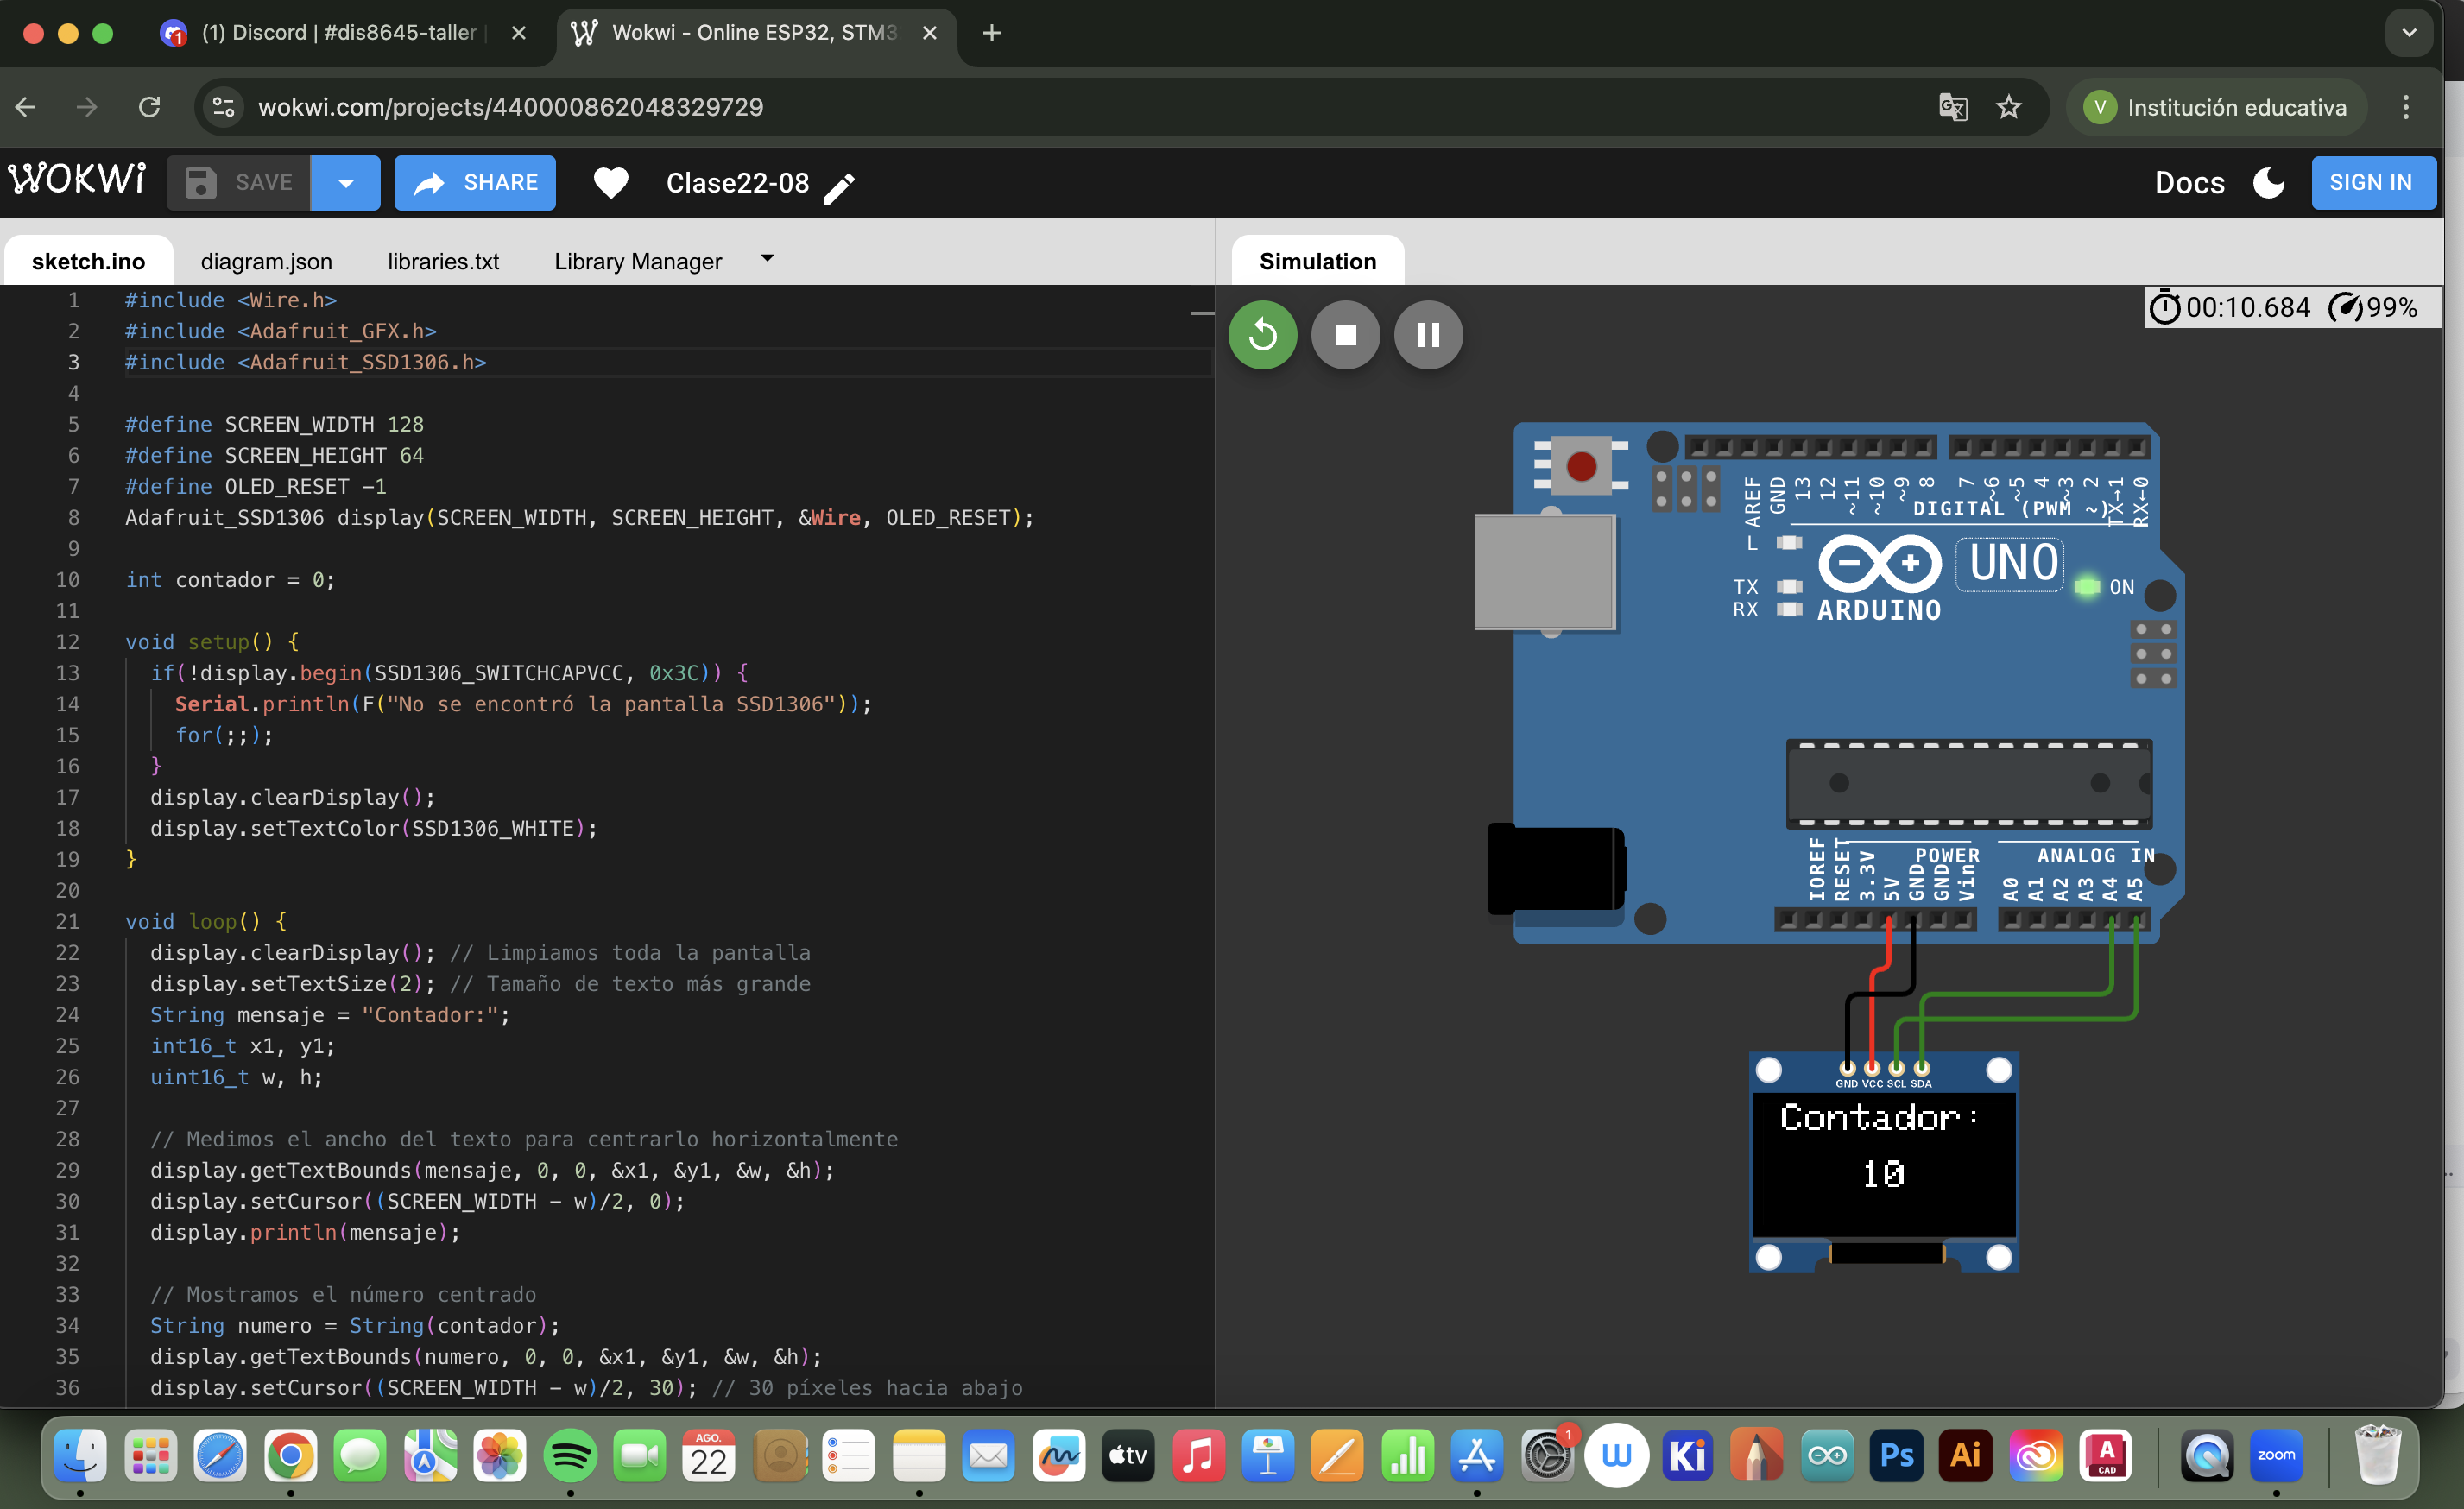 (1) Discord | #dis8645-taller
Wokwi - Online ESP32, STM3
wokwi.com/projects/440000862048329729
V
Institución educativa
WOKWi
SAVE
SHARE
Clase22-08
Docs
SIGN IN
sketch.ino
diagram.json
libraries.txt
Library Manager
Simulation
00:10.684
99%
1 #include <Wire.h>
2 #include <Adafruit_GFX.h>
3 #include <Adafruit_SSD1306.h>
4
5 #define SCREEN_WIDTH 128
6 #define SCREEN_HEIGHT 64
7 #define OLED_RESET -1
8 Adafruit_SSD1306 display(SCREEN_WIDTH, SCREEN_HEIGHT, &Wire, OLED_RESET);
9
10 int contador = 0;
11
12 void setup() {
13 if(!display.begin(SSD1306_SWITCHCAPVCC, 0x3C)) {
14 Serial.println(F("No se encontró la pantalla SSD1306"));
15 for(;;);
16 }
17 display.clearDisplay();
18 display.setTextColor(SSD1306_WHITE);
19 }
20
21 void loop() {
22 display.clearDisplay(); // Limpiamos toda la pantalla
23 display.setTextSize(2); // Tamaño de texto más grande
24 String mensaje = "Contador:";
25 int16_t x1, y1;
26 uint16_t w, h;
27
28 // Medimos el ancho del texto para centrarlo horizontalmente
29 display.getTextBounds(mensaje, 0, 0, &x1, &y1, &w, &h);
30 display.setCursor((SCREEN_WIDTH - w)/2, 0);
31 display.println(mensaje);
32
33 // Mostramos el número centrado
34 String numero = String(contador);
35 display.getTextBounds(numero, 0, 0, &x1, &y1, &w, &h);
36 display.setCursor((SCREEN_WIDTH - w)/2, 30); // 30 píxeles hacia abajo
AREF GND 13 12 ~11 ~10 ~9 8 7 ~6 ~5 4 ~3 2 TX→1 RX←0
DIGITAL (PWM ~)
L
TX
RX
UNO
ON
ARDUINO
POWER
ANALOG IN
IOREF RESET 3.3V 5V GND GND Vin A0 A1 A2 A3 A4 A5
GND VCC SCL SDA
Contador:
10
AGO.
22
tv
1
W
Ki
Ps
Ai
A
CAD
zoom